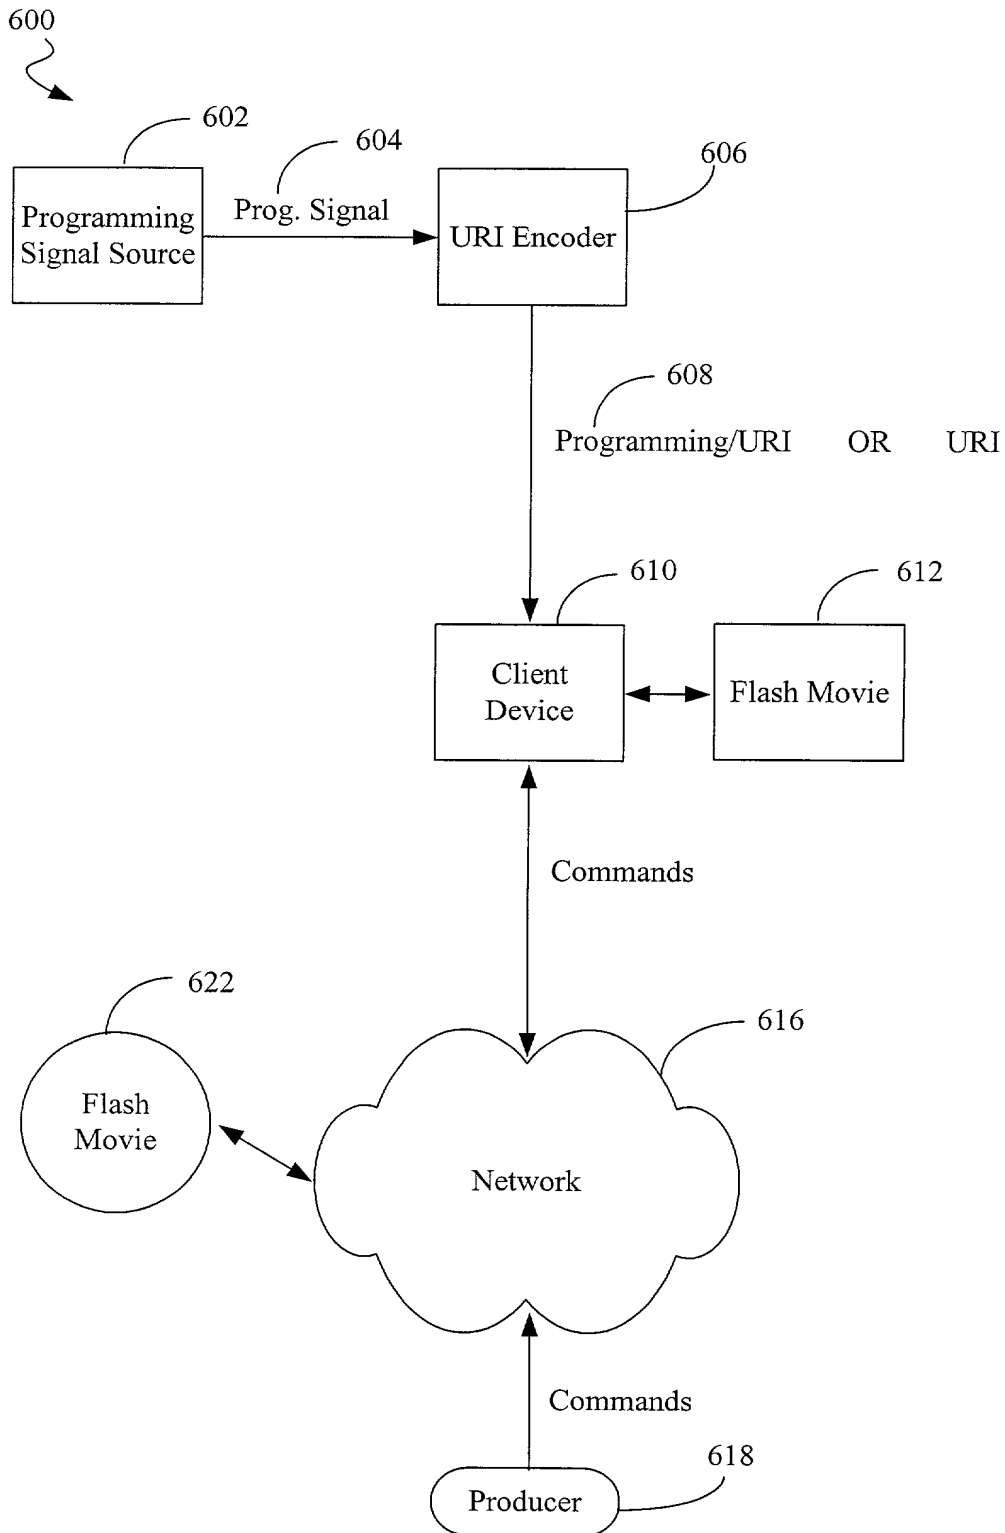 600
602
604
606
Programming
Signal Source
Prog. Signal
URI Encoder
608
Programming/URI OR URI
610
612
Client
Device
Flash Movie
Commands
622
616
Flash
Movie
Network
Commands
618
Producer